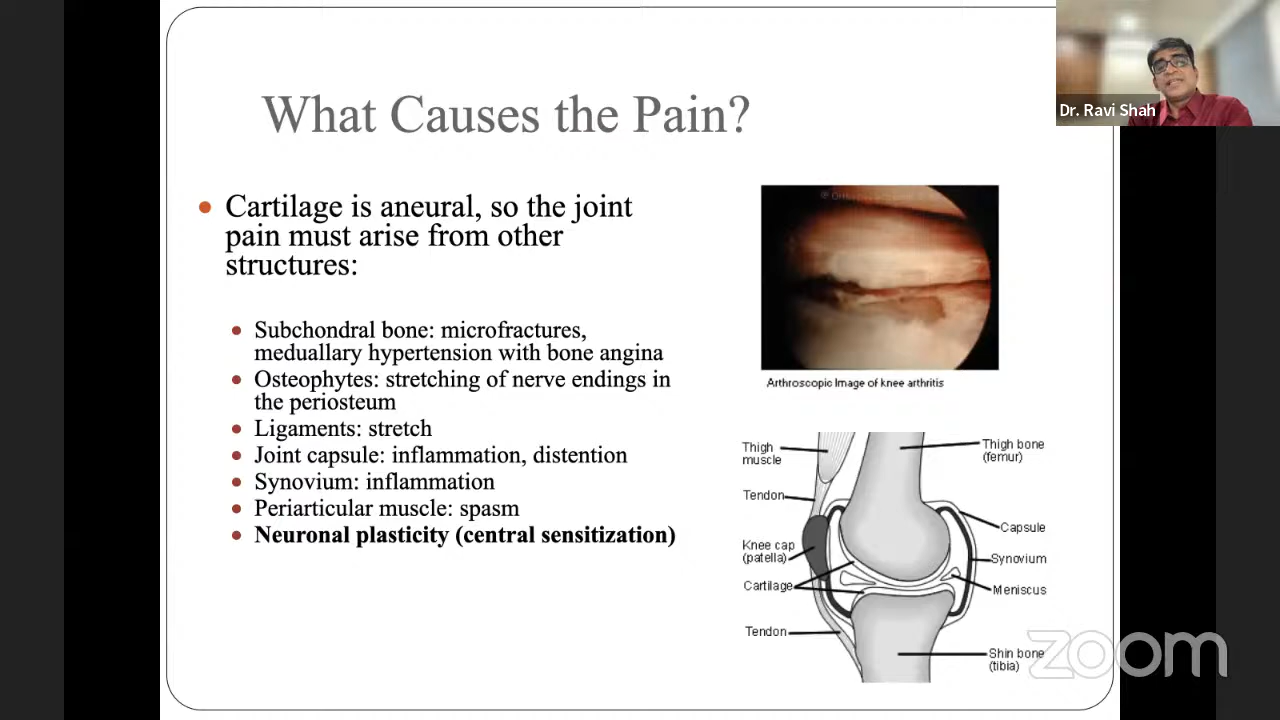 What Causes the Pain?
Dr. Ravi Shah
Cartilage is aneural, so the joint
pain must arise from other
structures:
Subchondral bone: microfractures,
meduallary hypertension with bone angina
Osteophytes: stretching of nerve endings in
the periosteum
Ligaments: stretch
Joint capsule: inflammation, distention
Synovium: inflammation
Periarticular muscle: spasm
Neuronal plasticity (central sensitization)
Arthroscopic Image of knee arthritis
Thigh
muscle
Tendon
Knee cap
(patella)
Cartilage
Tendon
Thigh bone
(femur)
Capsule
Synovium
Meniscus
Shin bone
(tibia)
zoom